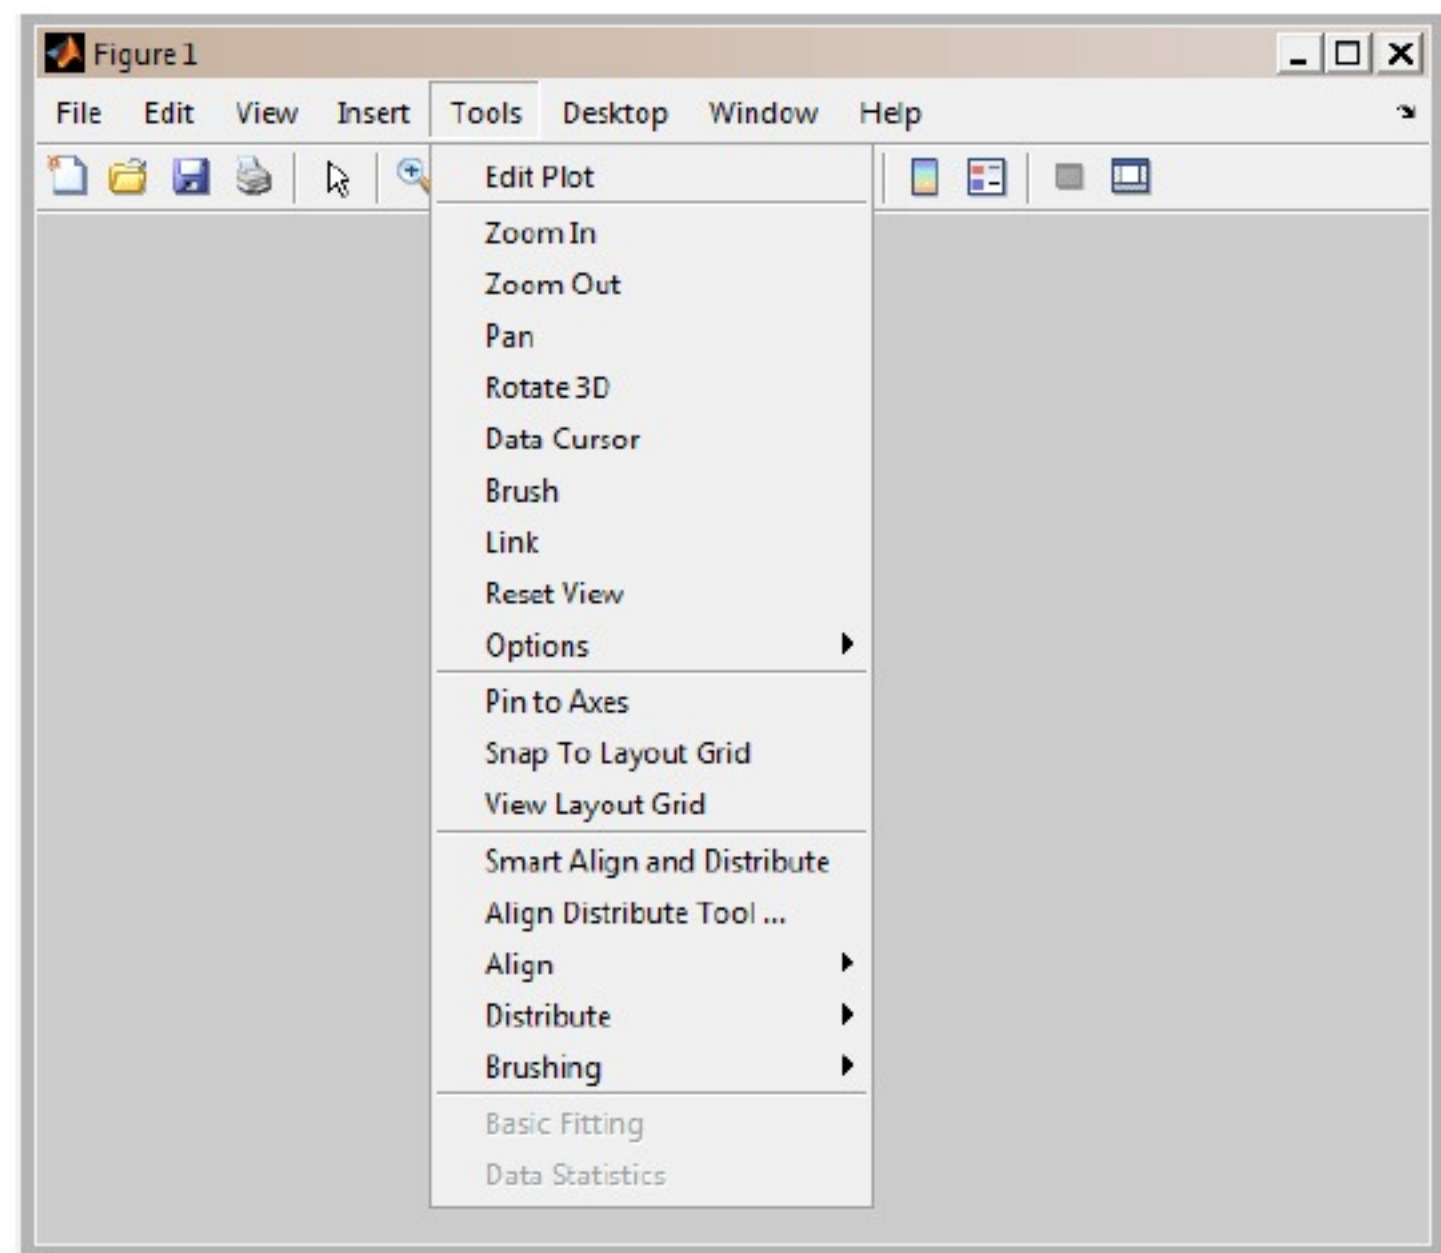 Figure 1
File Edit View Insert Tools Desktop Window Help
Edit Plot
Zoom In
Zoom Out
Pan
Rotate 3D
Data Cursor
Brush
Link
Reset View
Options
Pin to Axes
Snap To Layout Grid
View Layout Grid
Smart Align and Distribute
Align Distribute Tool ...
Align
Distribute
Brushing
Basic Fitting
Data Statistics